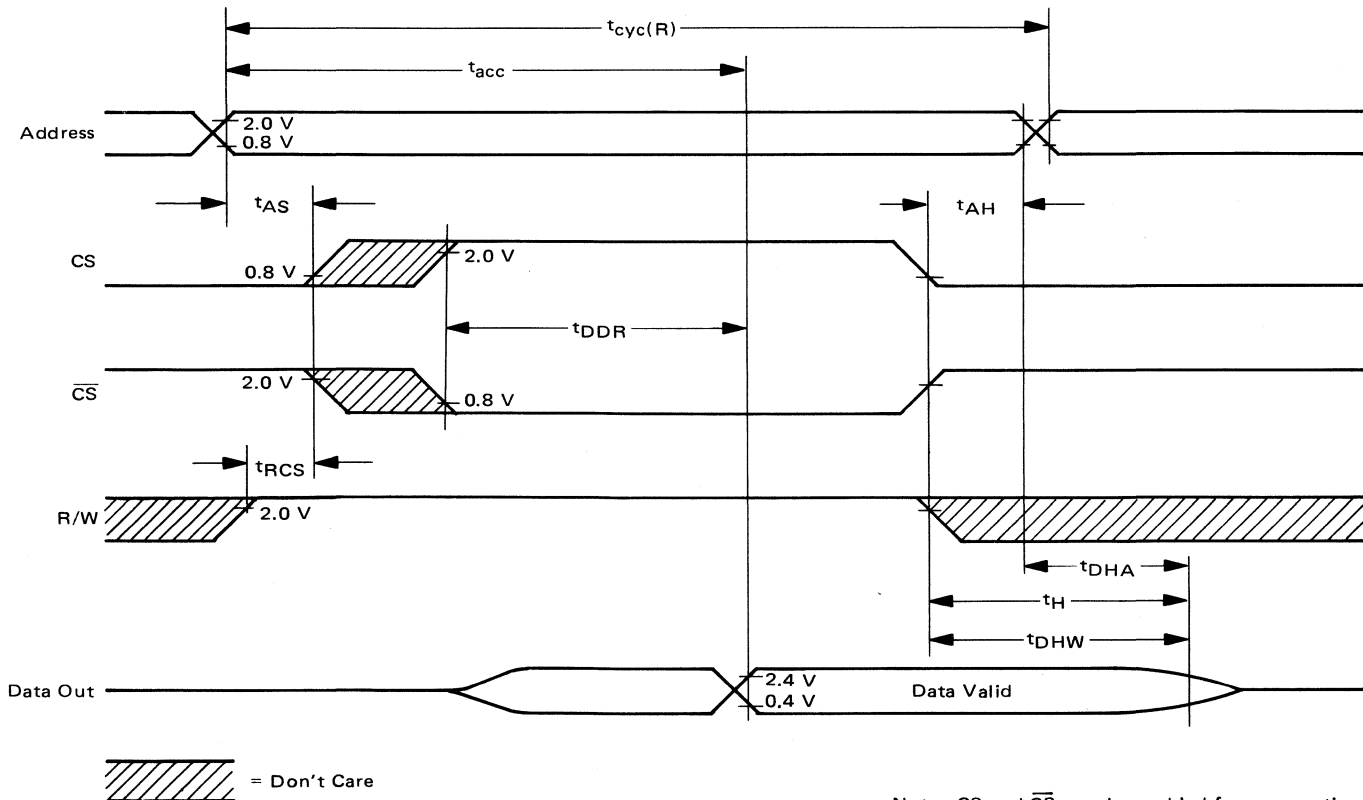 tcyc(R)
tacc
Address
2.0 V
0.8 V
tAS
tAH
CS
2.0 V
0.8 V
tDDR
CS
2.0 V
0.8 V
tRCS
R/W
2.0 V
tDHA
tH
tDHW
Data Out
2.4 V
0.4 V
Data Valid
= Don't Care